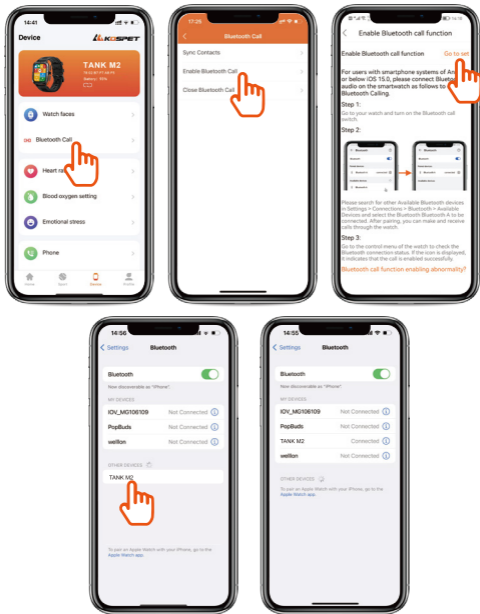 14:41
Device
KOSPET
TANK M2
Watch faces
Bluetooth Call
Heart ra
Blood oxygen setting
Emotional stress
Phone
Home
Sport
Device
Profile
17:25
Bluetooth Call
Sync Contacts
Enable Bluetooth Call
Close Bluetooth Call
Enable Bluetooth call function
Enable Bluetooth call function
Go to set
For users with smartphone systems of An
or below iOS 15.0, please connect Bluetoo
audio on the smartwatch as follows to
Bluetooth Calling.
Step 1:
Go to your watch and turn on the Bluetooth call
switch.
Step 2:
Please search for other Available Bluetooth devices
in Settings > Connections > Bluetooth > Available
Devices and select the Bluetooth Bluetooth A to be
connected. After pairing, you can make and receive
calls through the watch.
Step 3:
Go to the control menu of the watch to check the
Bluetooth connection status. If the icon is displayed,
it indicates that the call is enabled successfully.
Bluetooth call function enabling abnormality?
14:56
Settings
Bluetooth
Bluetooth
Now discoverable as "iPhone".
MY DEVICES
IOV_MG106109 Not Connected
PopBuds Not Connected
wellion Not Connected
OTHER DEVICES
TANK M2
To pair an Apple Watch with your iPhone, go to the
Apple Watch app.
14:55
Settings
Bluetooth
Bluetooth
Now discoverable as "iPhone".
MY DEVICES
IOV_MG106109 Not Connected
PopBuds Not Connected
TANK M2 Connected
wellion Not Connected
OTHER DEVICES
To pair an Apple Watch with your iPhone, go to the
Apple Watch app.